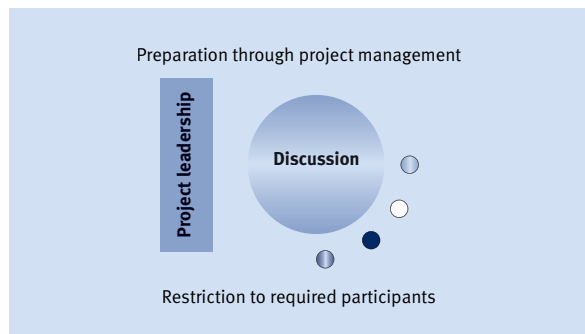 Preparation through project management
Project leadership
Discussion
Restriction to required participants